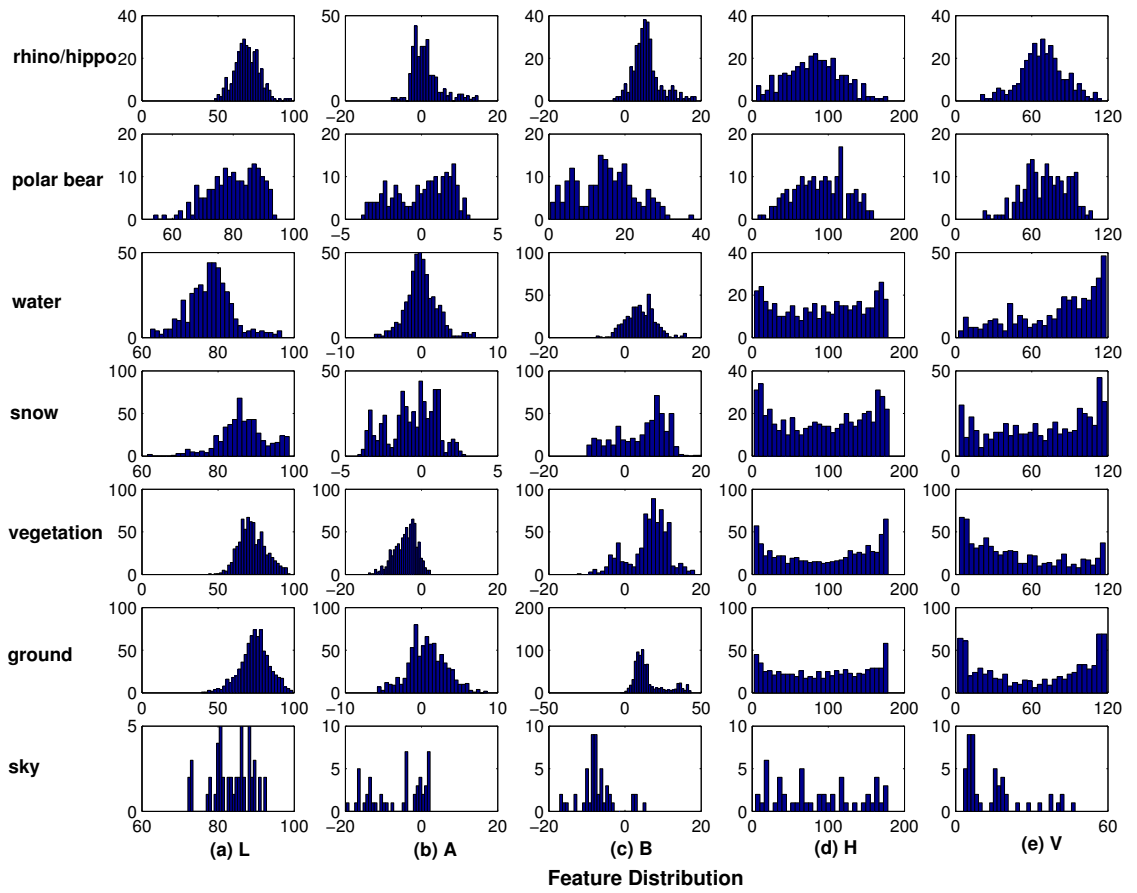 40 50 40 40 40
rhino/hippo 20 20 20 20
0 0 0 0 0
0 50 100 −20 0 20 −20 0 20 0 100 200 0 60 120
20 20 20 20 20
polar bear 10 10 10 10 10
0 0 0 0 0
60 80 100 −5 0 5 0 20 40 0 100 200 0 60 120
50 50 100 40 50
water 50 20
0 0 0 0 0
60 80 100 −10 0 10 −20 0 20 0 100 200 0 60 120
100 50 100 40 50
snow 50 50 20
0 0 0 0 0
60 80 100 −5 0 5 −20 0 20 0 100 200 0 60 120
100 100 100 100 100
vegetation 50 50 50 50 50
0 0 0 0 0
0 50 100 −20 0 20 −20 0 20 0 100 200 0 60 120
100 100 200 100 100
ground 50 50 100 50 50
0 0 0 0 0
0 50 100 −10 0 10 −50 0 50 0 100 200 0 60 120
5 10 10 10 10
sky 5 5 5 5
0 0 0 0 0
60 80 100 −20 0 20 −20 0 20 0 100 200 0 60
(a) L (b) A (c) B (d) H (e) V
Feature Distribution